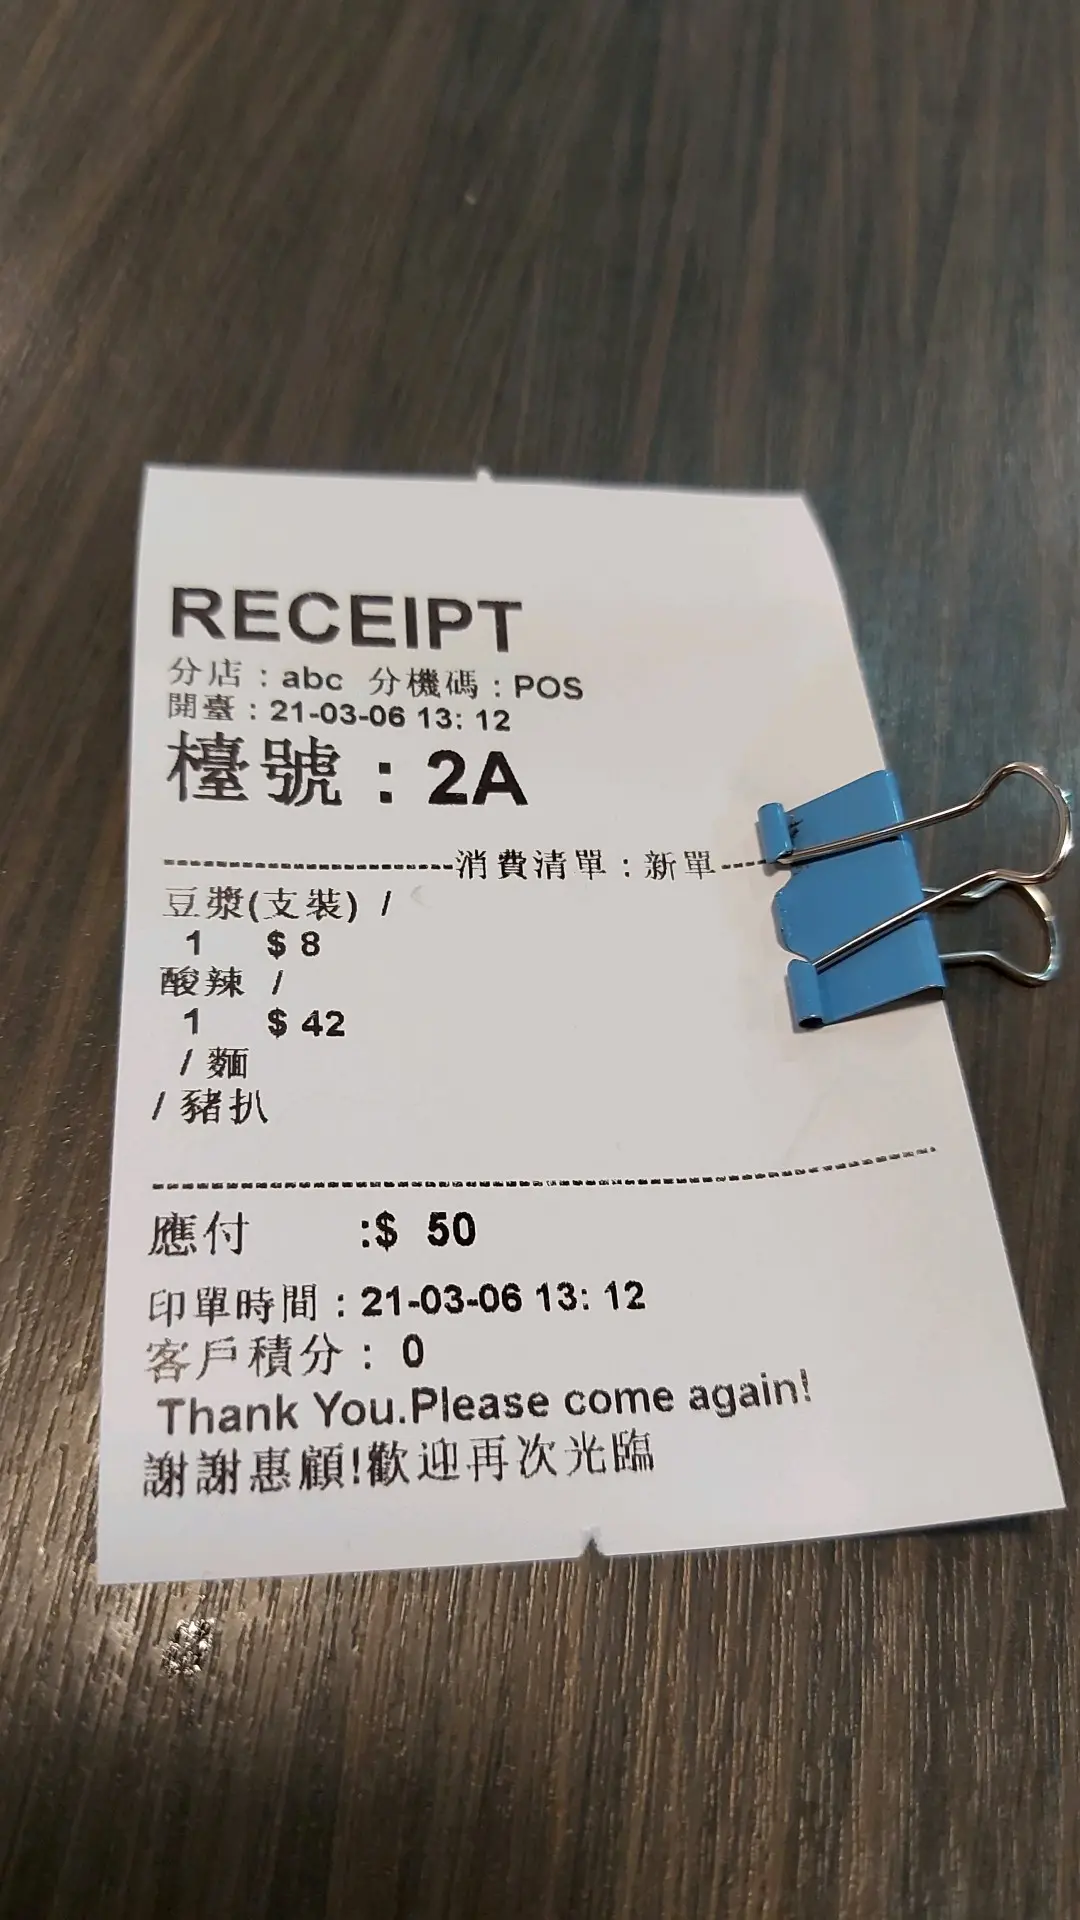 RECEIPT
分店：abc 分機碼：POS
開臺：21-03-06 13: 12
檯號：2A
--------------------------消費清單：新單----
豆漿(支裝) /
1 $ 8
酸辣 /
1 $ 42
/ 麵
/ 豬扒
應付 :$ 50
印單時間：21-03-06 13: 12
客戶積分： 0
Thank You.Please come again!
謝謝惠顧!歡迎再次光臨